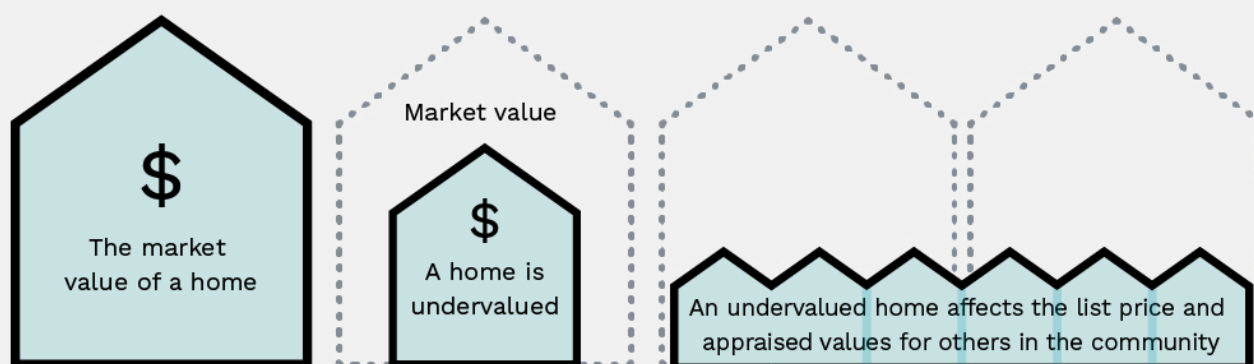 $
The market
value of a home
Market value
$
A home is
undervalued
An undervalued home affects the list price and
appraised values for others in the community